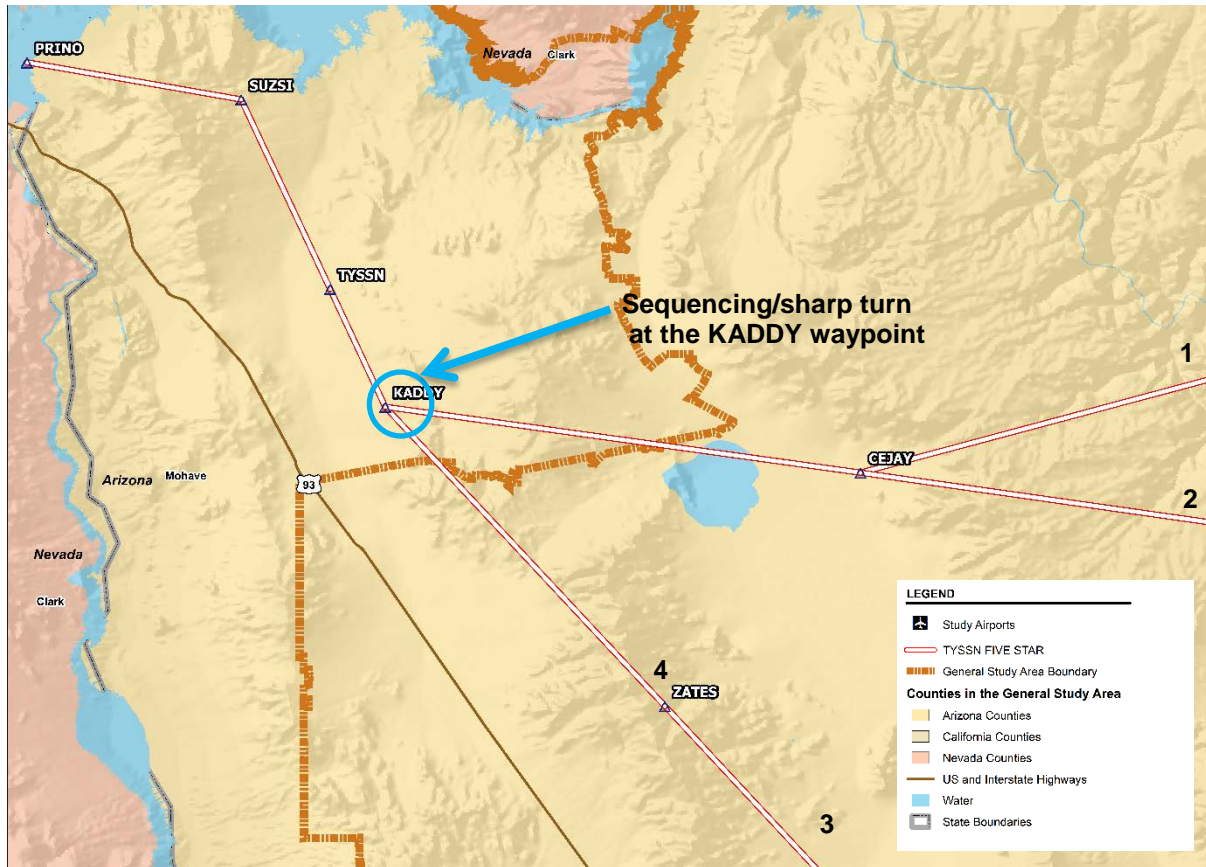 PRINO
Nevada
Clark
SUZSI
TYSSN
Sequencing/sharp turn
at the KADDY waypoint
1
KADDY
CEJAY
Arizona
Mohave
93
2
Nevada
Clark
4
ZATES
3
LEGEND
Study Airports
TYSSN FIVE STAR
General Study Area Boundary
Counties in the General Study Area
Arizona Counties
California Counties
Nevada Counties
US and Interstate Highways
Water
State Boundaries